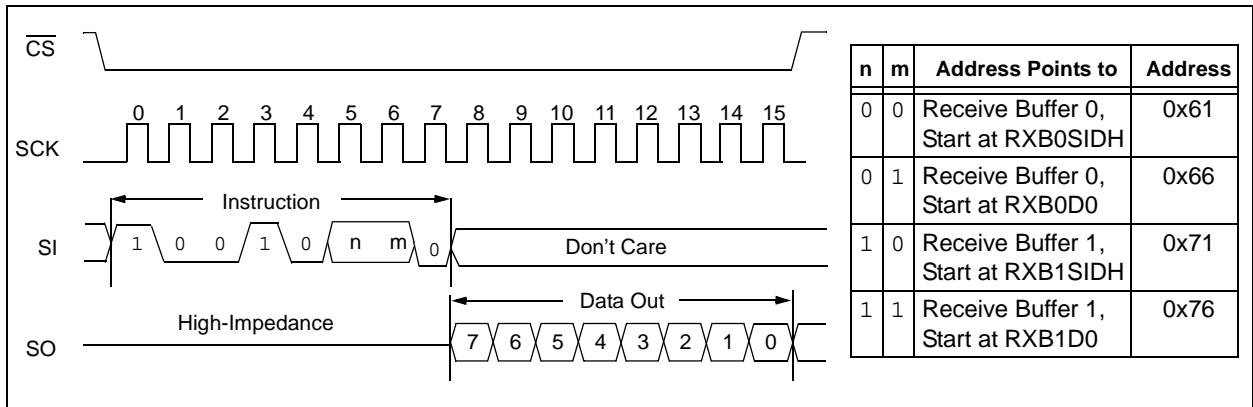 CS
0 1 2 3 4 5 6 7 8 9 10 11 12 13 14 15
SCK
Instruction
SI 1 0 0 1 0 n m 0 Don't Care
Data Out
High-Impedance
SO 7 6 5 4 3 2 1 0
n m Address Points to Address
0 0 Receive Buffer 0, 0x61
Start at RXB0SIDH
0 1 Receive Buffer 0, 0x66
Start at RXB0D0
1 0 Receive Buffer 1, 0x71
Start at RXB1SIDH
1 1 Receive Buffer 1, 0x76
Start at RXB1D0